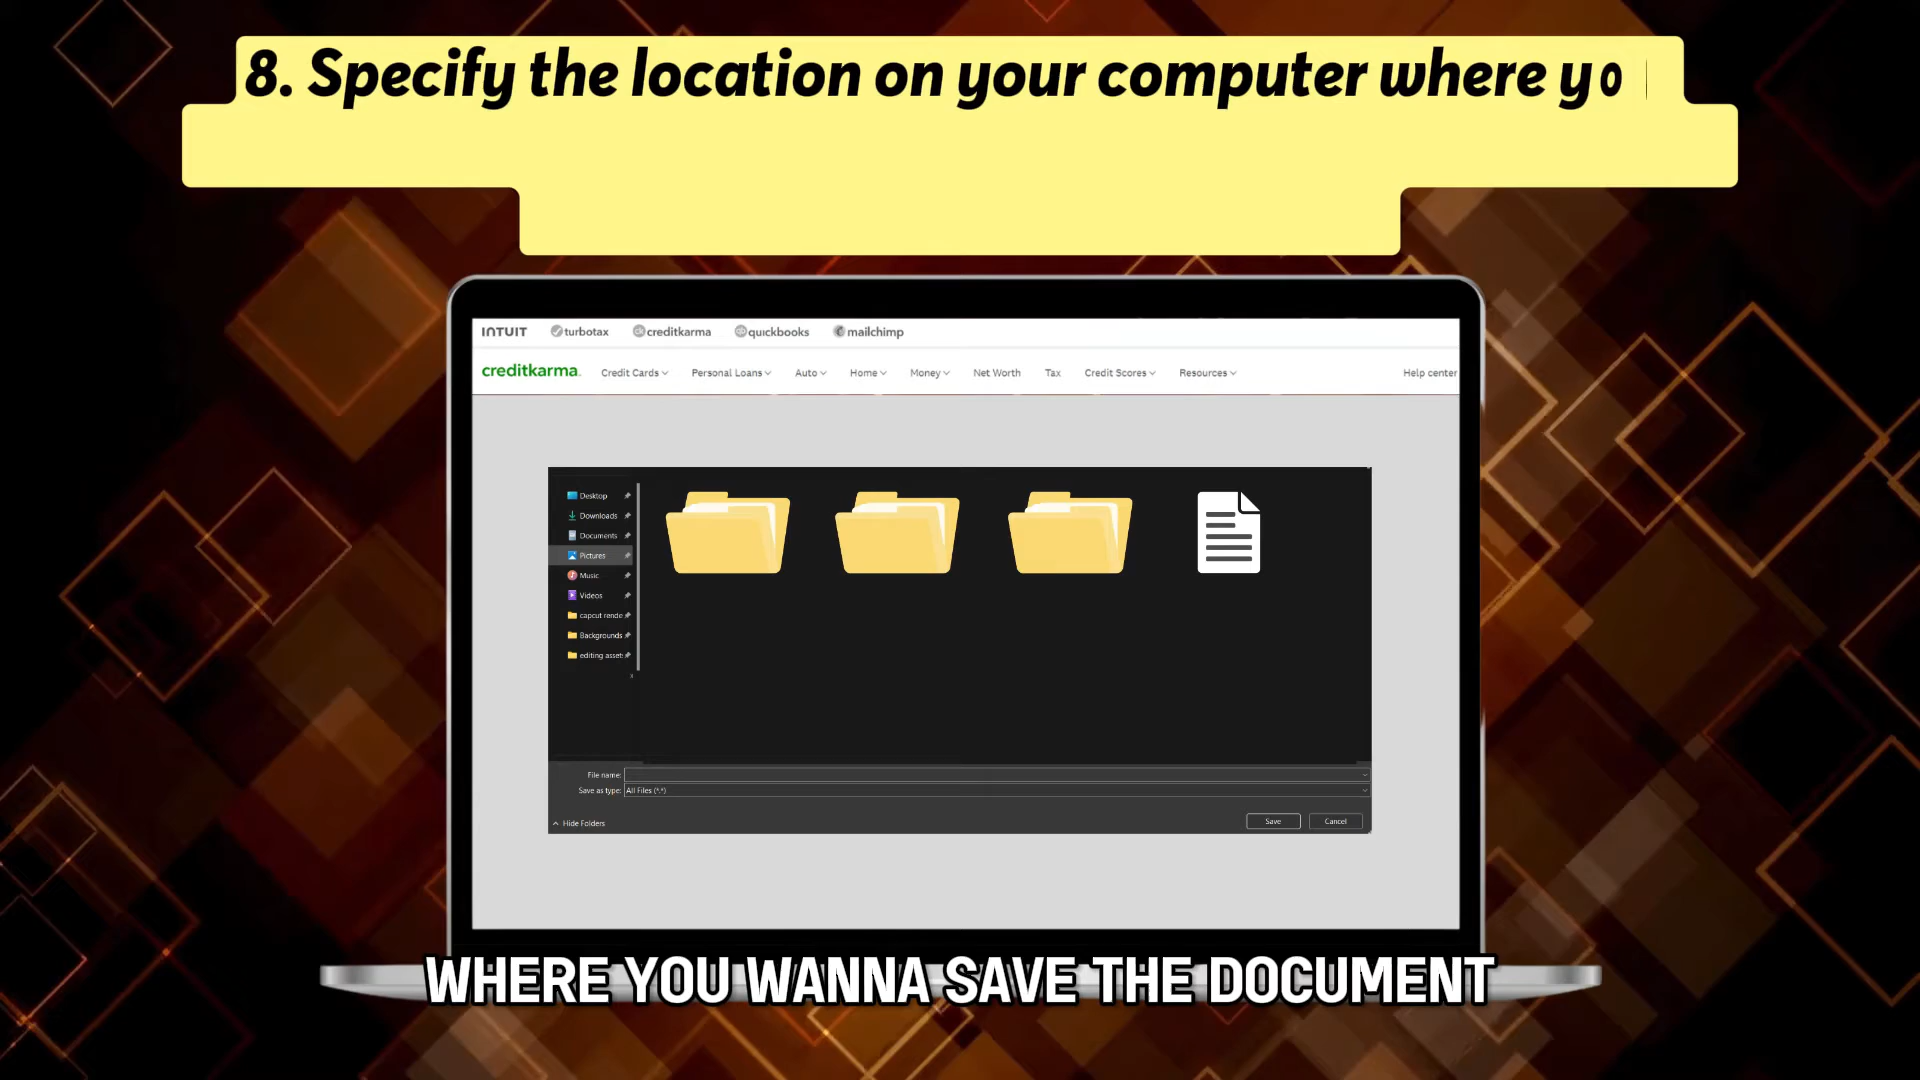 8. Specify the location on your computer where yo
INTUIT turbotax creditkarma quickbooks mailchimp
creditkarma. Credit Cards Personal Loans Auto Home Money Net Worth Tax Credit Scores Resources Help center
Desktop
Downloads
Documents
Pictures
Music
Videos
capcut rende
Backgrounds
editing asset
File name:
Save as type: All Files (*.*)
Hide Folders Save Cancel
WHERE YOU WANNA SAVE THE DOCUMENT